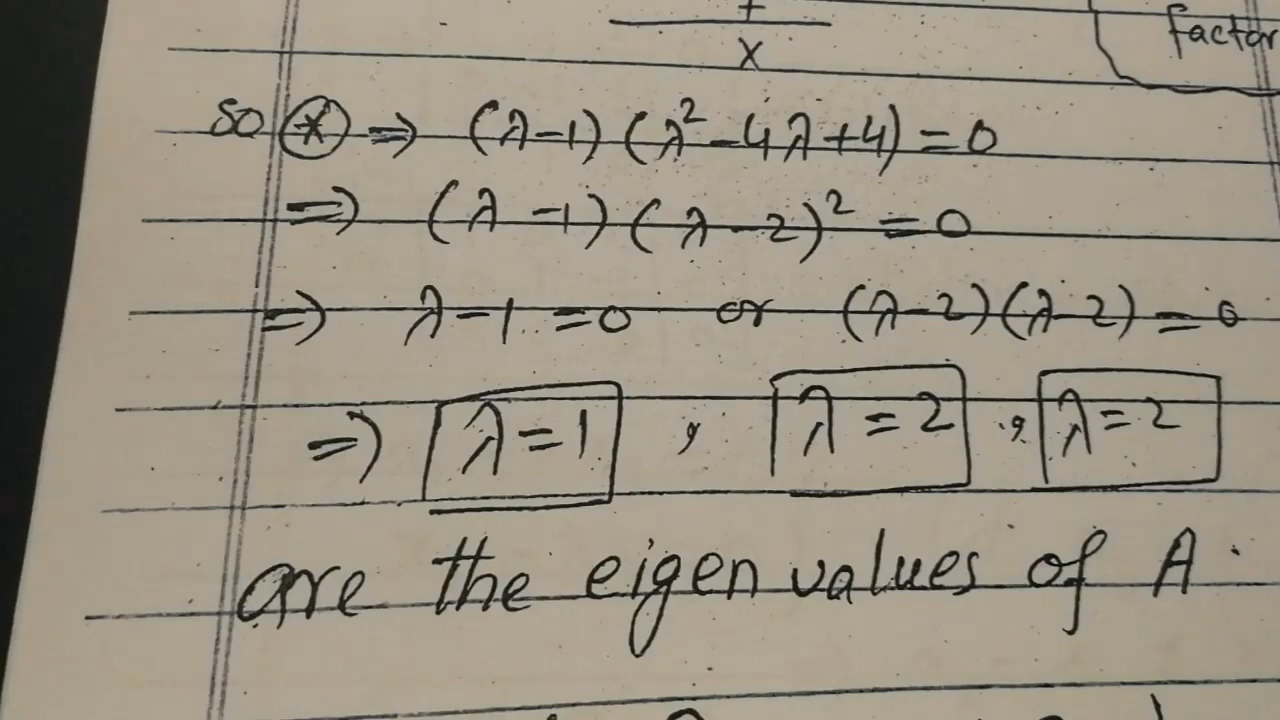 +
x
factor
so ⊛ ⇒ (λ-1) (λ²-4λ+4) = 0
⇒ (λ-1) (λ-2)² = 0
⇒ λ-1 = 0 or (λ-2)(λ-2) = 0
⇒ λ=1 , λ=2 , λ=2
are the eigen values of A.